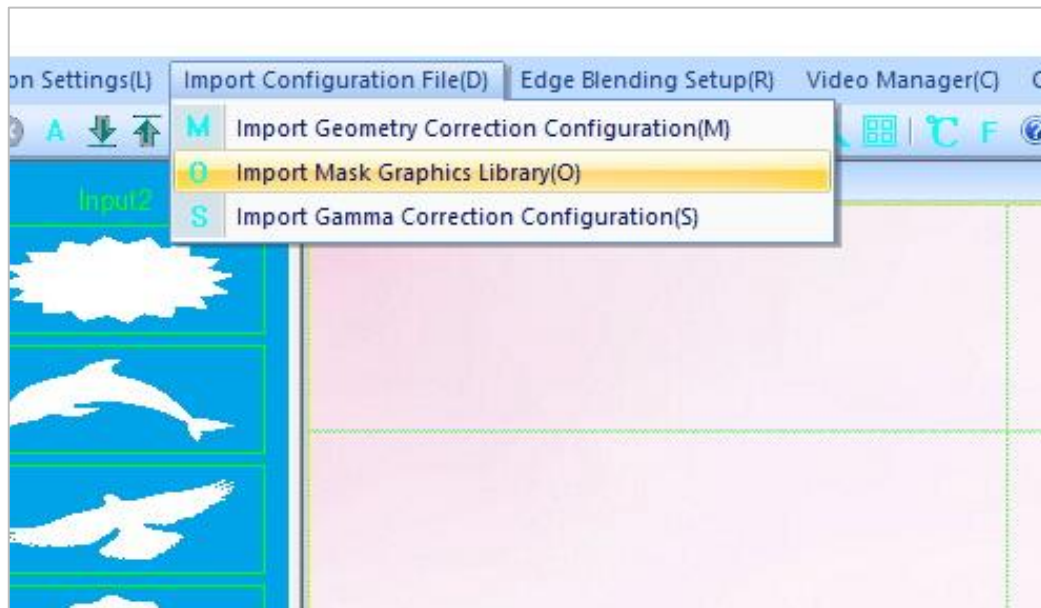 on Settings(L) Import Configuration File(D) Edge Blending Setup(R) Video Manager(C)
A ℃ F
M Import Geometry Correction Configuration(M)
O Import Mask Graphics Library(O)
S Import Gamma Correction Configuration(S)
Input2